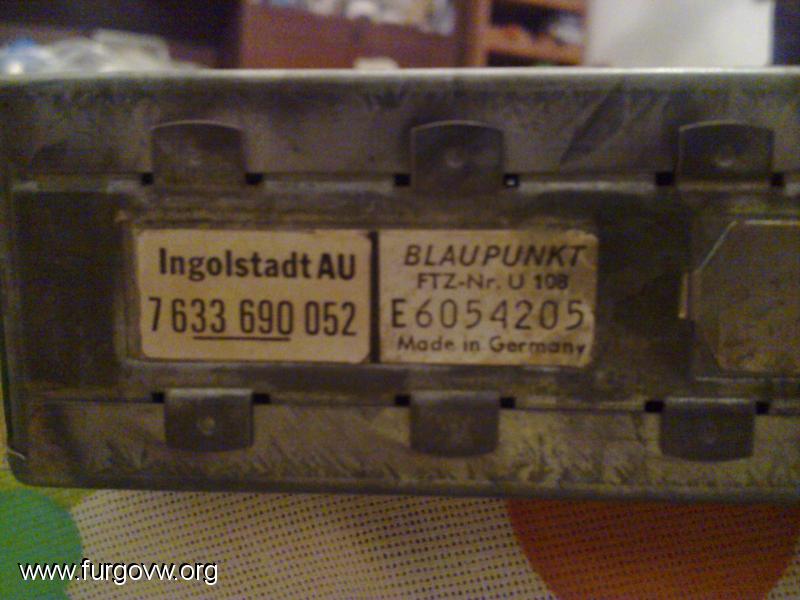 Ingolstadt AU
7 633 690 052
BLAUPUNKT
FTZ-Nr. U 108
E6054205
Made in Germany
www.furgovw.org